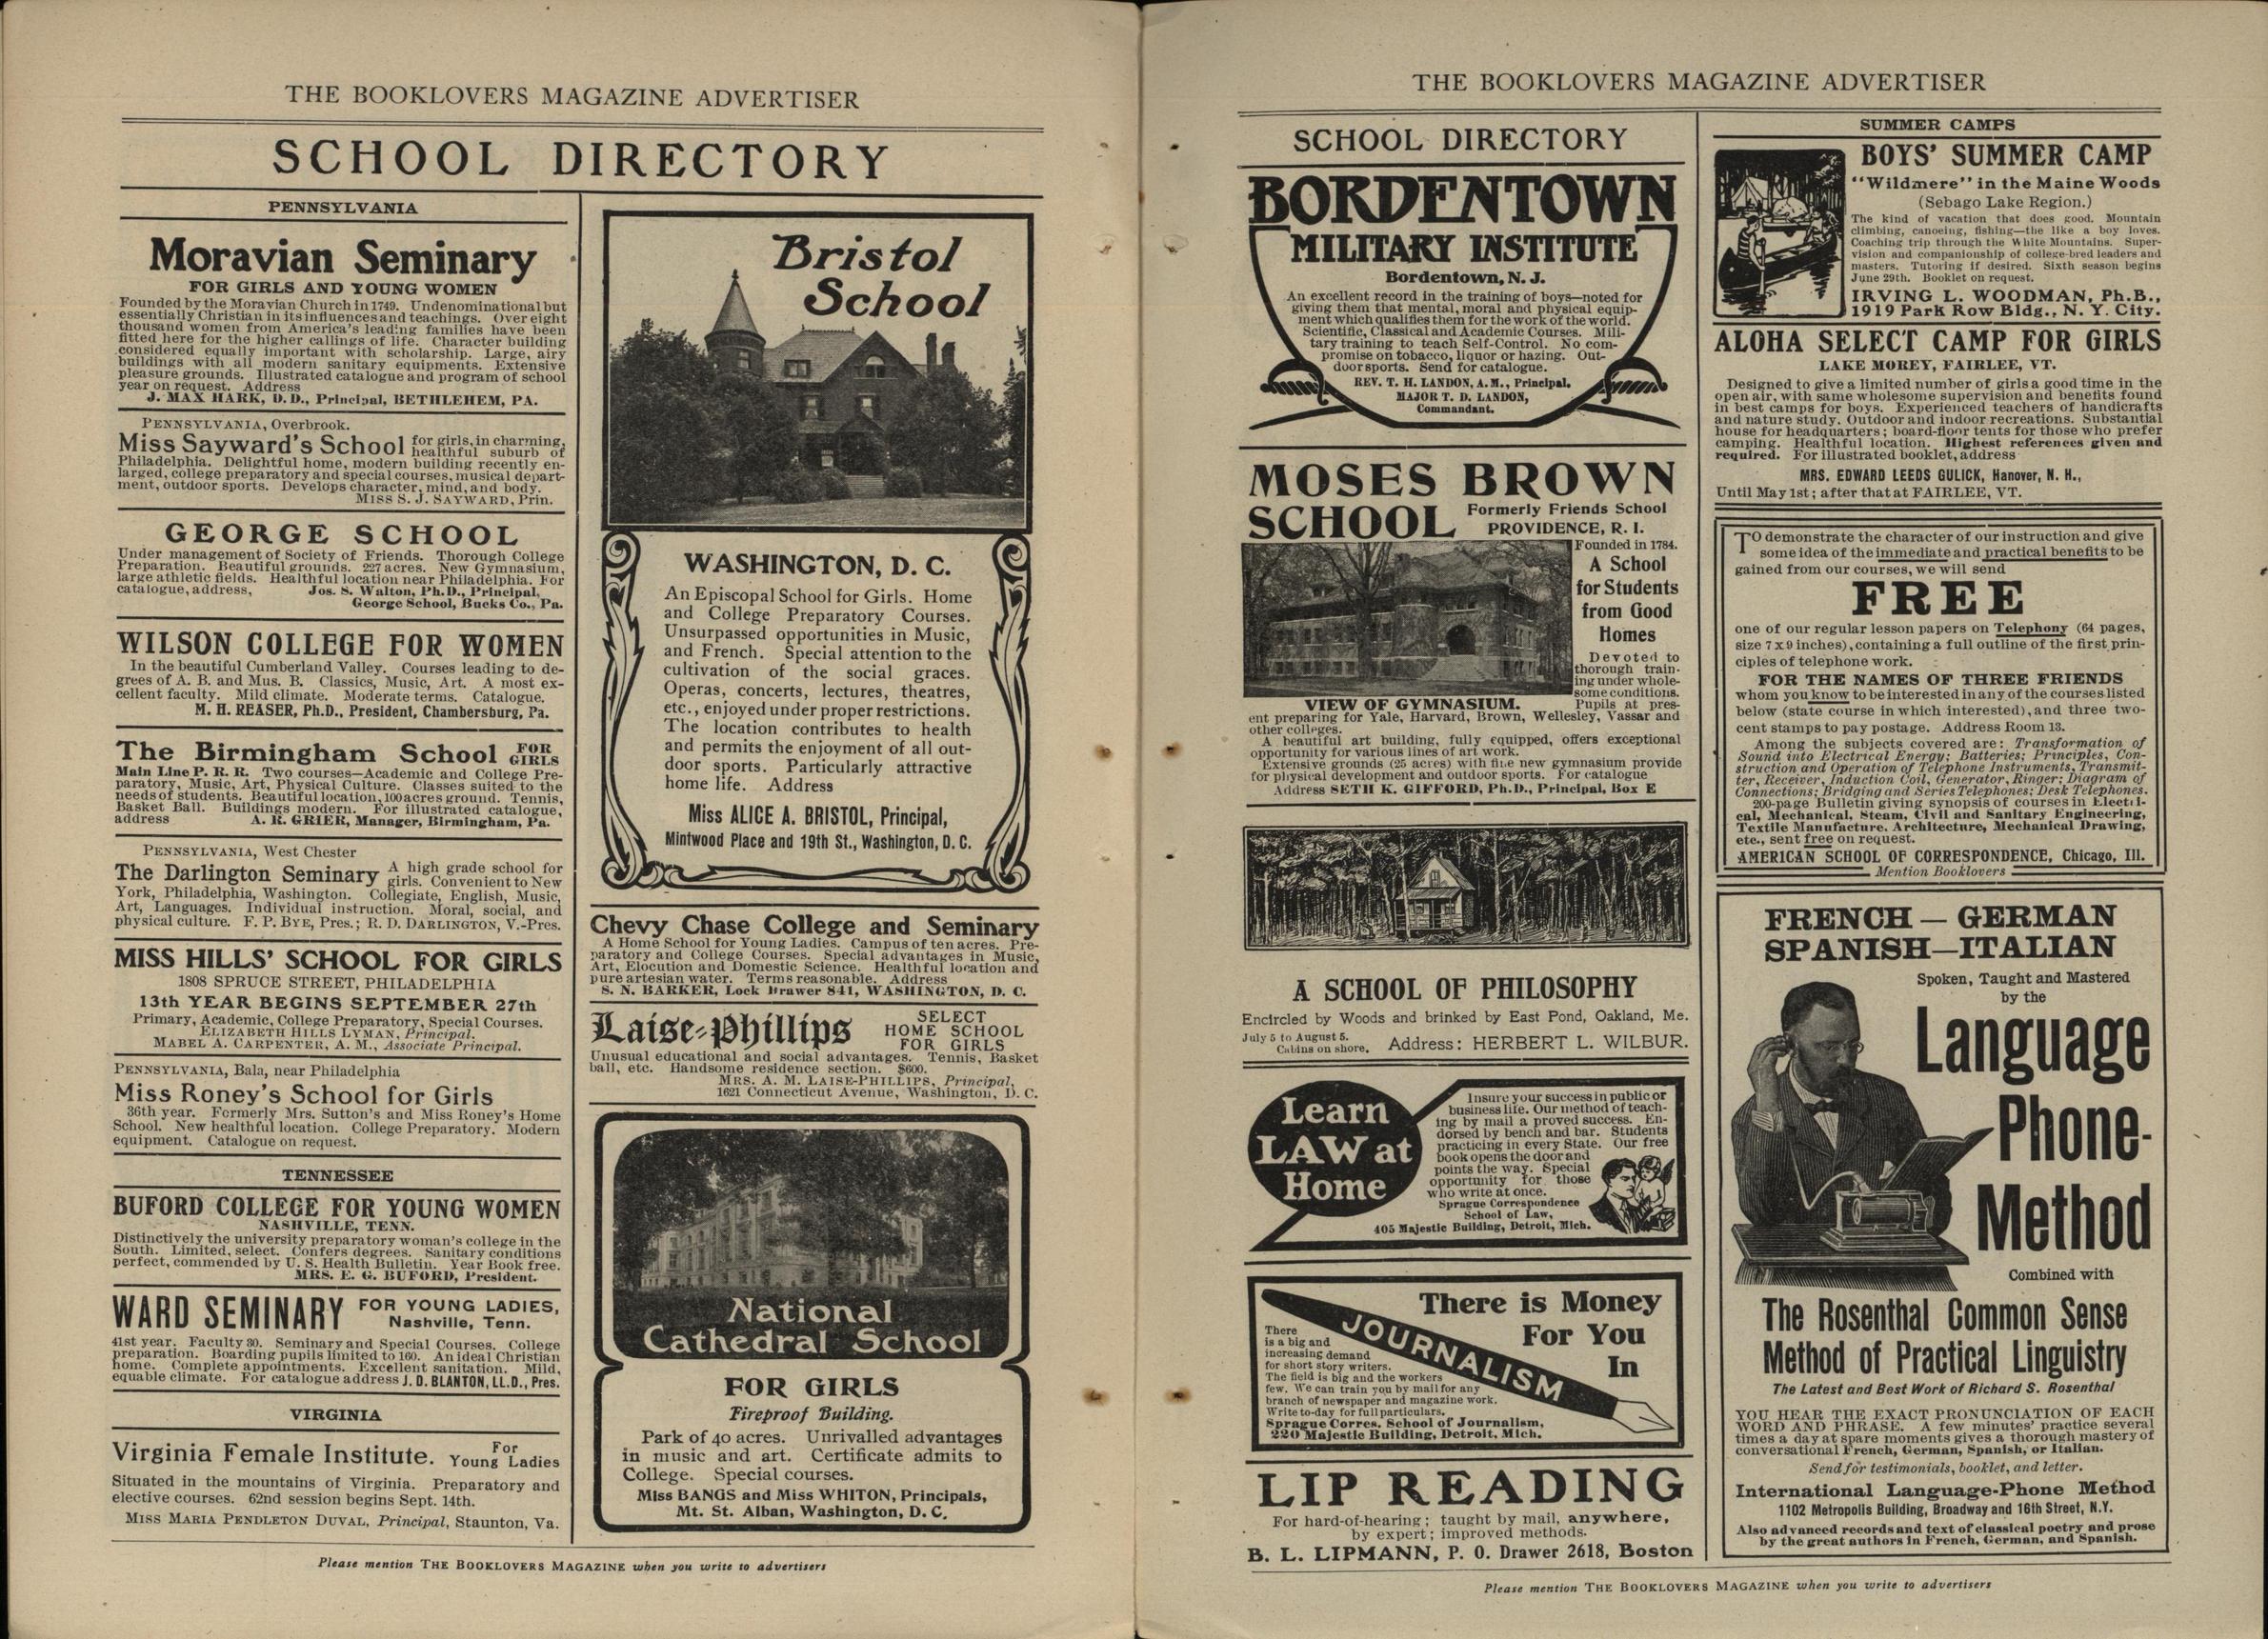 THE BOOKLOVERS MAGAZINE ADVERTISER
SCHOOL DIRECTORY
PENNSYLVANIA
Moravian Seminary
FOR GIRLS AND YOUNG WOMEN
Founded by the Moravian Church in 1749. Undenominational but
essentially Christian in its influences and teachings. Over eight
thousand women from America's leading families have been
fitted here for the higher callings of life. Character building
considered equally important with scholarship. Large, airy
buildings with all modern sanitary equipments. Extensive
pleasure grounds. Illustrated catalogue and program of school
year on request. Address
J. MAX HARK, D. D., Principal, BETHLEHEM, PA.
PENNSYLVANIA, Overbrook.
Miss Sayward's School for girls, in charming,
healthful suburb of
Philadelphia. Delightful home, modern building recently en-
larged, college preparatory and special courses, musical depart-
ment, outdoor sports. Develops character, mind, and body.
MISS S. J. SAYWARD, Prin.
GEORGE SCHOOL
Under management of Society of Friends. Thorough College
Preparation. Beautiful grounds. 227 acres. New Gymnasium,
large athletic fields. Healthful location near Philadelphia. For
catalogue, address, Jos. S. Walton, Ph.D., Principal,
George School, Bucks Co., Pa.
WILSON COLLEGE FOR WOMEN
In the beautiful Cumberland Valley. Courses leading to de-
grees of A. B. and Mus. B. Classics, Music, Art. A most ex-
cellent faculty. Mild climate. Moderate terms. Catalogue.
M. H. REASER, Ph.D., President, Chambersburg, Pa.
The Birmingham School FOR
GIRLS
Main Line P. R. R. Two courses—Academic and College Pre-
paratory, Music, Art, Physical Culture. Classes suited to the
needs of students. Beautiful location, 100 acres ground. Tennis,
Basket Ball. Buildings modern. For illustrated catalogue,
address A. R. GRIER, Manager, Birmingham, Pa.
PENNSYLVANIA, West Chester
The Darlington Seminary A high grade school for
girls. Convenient to New
York, Philadelphia, Washington. Collegiate, English, Music,
Art, Languages. Individual instruction. Moral, social, and
physical culture. F. P. BYE, Pres.; R. D. DARLINGTON, V.-Pres.
MISS HILLS' SCHOOL FOR GIRLS
1808 SPRUCE STREET, PHILADELPHIA
13th YEAR BEGINS SEPTEMBER 27th
Primary, Academic, College Preparatory, Special Courses.
ELIZABETH HILLS LYMAN, Principal.
MABEL A. CARPENTER, A. M., Associate Principal.
PENNSYLVANIA, Bala, near Philadelphia
Miss Roney's School for Girls
36th year. Formerly Mrs. Sutton's and Miss Roney's Home
School. New healthful location. College Preparatory. Modern
equipment. Catalogue on request.
TENNESSEE
BUFORD COLLEGE FOR YOUNG WOMEN
NASHVILLE, TENN.
Distinctively the university preparatory woman's college in the
South. Limited, select. Confers degrees. Sanitary conditions
perfect, commended by U. S. Health Bulletin. Year Book free.
MRS. E. G. BUFORD, President.
WARD SEMINARY FOR YOUNG LADIES,
Nashville, Tenn.
41st year. Faculty 30. Seminary and Special Courses. College
preparation. Boarding pupils limited to 160. An ideal Christian
home. Complete appointments. Excellent sanitation. Mild,
equable climate. For catalogue address J. D. BLANTON, LL.D., Pres.
VIRGINIA
Virginia Female Institute. For
Young Ladies
Situated in the mountains of Virginia. Preparatory and
elective courses. 62nd session begins Sept. 14th.
MISS MARIA PENDLETON DUVAL, Principal, Staunton, Va.
Bristol
School
WASHINGTON, D. C.
An Episcopal School for Girls. Home
and College Preparatory Courses.
Unsurpassed opportunities in Music,
and French. Special attention to the
cultivation of the social graces.
Operas, concerts, lectures, theatres,
etc., enjoyed under proper restrictions.
The location contributes to health
and permits the enjoyment of all out-
door sports. Particularly attractive
home life. Address
Miss ALICE A. BRISTOL, Principal,
Mintwood Place and 19th St., Washington, D. C.
Chevy Chase College and Seminary
A Home School for Young Ladies. Campus of ten acres. Pre-
paratory and College Courses. Special advantages in Music,
Art, Elocution and Domestic Science. Healthful location and
pure artesian water. Terms reasonable. Address
S. N. BARKER, Lock Drawer 841, WASHINGTON, D. C.
Laise-Phillips SELECT
HOME SCHOOL
FOR GIRLS
Unusual educational and social advantages. Tennis, Basket
ball, etc. Handsome residence section. $600.
MRS. A. M. LAISE-PHILLIPS, Principal,
1621 Connecticut Avenue, Washington, D. C.
National
Cathedral School
FOR GIRLS
Fireproof Building.
Park of 40 acres. Unrivalled advantages
in music and art. Certificate admits to
College. Special courses.
Miss BANGS and Miss WHITON, Principals,
Mt. St. Alban, Washington, D. C.
Please mention THE BOOKLOVERS MAGAZINE when you write to advertisers
THE BOOKLOVERS MAGAZINE ADVERTISER
SCHOOL DIRECTORY
BORDENTOWN
MILITARY INSTITUTE
Bordentown, N. J.
An excellent record in the training of boys—noted for
giving them that mental, moral and physical equip-
ment which qualifies them for the work of the world.
Scientific, Classical and Academic Courses. Mili-
tary training to teach Self-Control. No com-
promise on tobacco, liquor or hazing. Out-
door sports. Send for catalogue.
REV. T. H. LANDON, A.M., Principal.
MAJOR T. D. LANDON,
Commandant.
MOSES BROWN
SCHOOL Formerly Friends School
PROVIDENCE, R. I.
Founded in 1784.
A School
for Students
from Good
Homes
Devoted to
thorough train-
ing under whole-
some conditions.
VIEW OF GYMNASIUM. Pupils at pres-
ent preparing for Yale, Harvard, Brown, Wellesley, Vassar and
other colleges.
A beautiful art building, fully equipped, offers exceptional
opportunity for various lines of art work.
Extensive grounds (25 acres) with fine new gymnasium provide
for physical development and outdoor sports. For catalogue
Address SETH K. GIFFORD, Ph.D., Principal, Box E
A SCHOOL OF PHILOSOPHY
Encircled by Woods and brinked by East Pond, Oakland, Me.
July 5 to August 5.
Cabins on shore. Address: HERBERT L. WILBUR.
Learn
LAW at
Home
Insure your success in public or
business life. Our method of teach-
ing by mail a proved success. En-
dorsed by bench and bar. Students
practicing in every State. Our free
book opens the door and
points the way. Special
opportunity for those
who write at once.
Sprague Correspondence
School of Law,
405 Majestic Building, Detroit, Mich.
There is Money
For You
In
JOURNALISM
There
is a big and
increasing demand
for short story writers.
The field is big and the workers
few. We can train you by mail for any
branch of newspaper and magazine work.
Write to-day for full particulars.
Sprague Corres. School of Journalism,
220 Majestic Building, Detroit, Mich.
LIP READING
For hard-of-hearing; taught by mail, anywhere,
by expert; improved methods.
B. L. LIPMANN, P. O. Drawer 2618, Boston
SUMMER CAMPS
BOYS' SUMMER CAMP
"Wildmere" in the Maine Woods
(Sebago Lake Region.)
The kind of vacation that does good. Mountain
climbing, canoeing, fishing—the like a boy loves.
Coaching trip through the White Mountains. Super-
vision and companionship of college-bred leaders and
masters. Tutoring if desired. Sixth season begins
June 29th. Booklet on request.
IRVING L. WOODMAN, Ph.B.,
1919 Park Row Bldg., N. Y. City.
ALOHA SELECT CAMP FOR GIRLS
LAKE MOREY, FAIRLEE, VT.
Designed to give a limited number of girls a good time in the
open air, with same wholesome supervision and benefits found
in best camps for boys. Experienced teachers of handicrafts
and nature study. Outdoor and indoor recreations. Substantial
house for headquarters; board-floor tents for those who prefer
camping. Healthful location. Highest references given and
required. For illustrated booklet, address
MRS. EDWARD LEEDS GULICK, Hanover, N. H.,
Until May 1st; after that at FAIRLEE, VT.
TO demonstrate the character of our instruction and give
some idea of the immediate and practical benefits to be
gained from our courses, we will send
FREE
one of our regular lesson papers on Telephony (64 pages,
size 7 x 9 inches), containing a full outline of the first prin-
ciples of telephone work.
FOR THE NAMES OF THREE FRIENDS
whom you know to be interested in any of the courses listed
below (state course in which interested), and three two-
cent stamps to pay postage. Address Room 13.
Among the subjects covered are: Transformation of
Sound into Electrical Energy; Batteries; Principles, Con-
struction and Operation of Telephone Instruments, Transmit-
ter, Receiver, Induction Coil, Generator, Ringer; Diagram of
Connections; Bridging and Series Telephones; Desk Telephones.
200-page Bulletin giving synopsis of courses in Electri-
cal, Mechanical, Steam, Civil and Sanitary Engineering,
Textile Manufacture, Architecture, Mechanical Drawing,
etc., sent free on request.
AMERICAN SCHOOL OF CORRESPONDENCE, Chicago, Ill.
Mention Booklovers
FRENCH — GERMAN
SPANISH—ITALIAN
Spoken, Taught and Mastered
by the
Language
Phone-
Method
Combined with
The Rosenthal Common Sense
Method of Practical Linguistry
The Latest and Best Work of Richard S. Rosenthal
YOU HEAR THE EXACT PRONUNCIATION OF EACH
WORD AND PHRASE. A few minutes' practice several
times a day at spare moments gives a thorough mastery of
conversational French, German, Spanish, or Italian.
Send for testimonials, booklet, and letter.
International Language-Phone Method
1102 Metropolis Building, Broadway and 16th Street, N.Y.
Also advanced records and text of classical poetry and prose
by the great authors in French, German, and Spanish.
Please mention THE BOOKLOVERS MAGAZINE when you write to advertisers